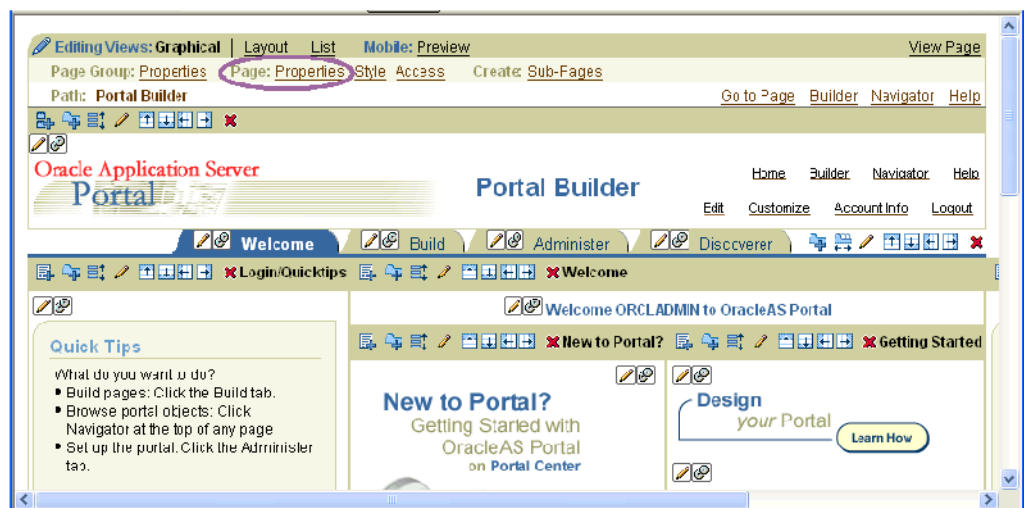 Editing Views: Graphical | Layout List Mobile: Preview View Page
Page Group: Properties Page: Properties Style Access Create: Sub-Pages
Path: Portal Builder Go to Page Builder Navigator Help
Oracle Application Server
Portal
Portal Builder
Home Builder Navigator Help
Edit Customize Account Info Logout
Welcome Build Administer Discoverer
Login/Quicktips Welcome
Welcome ORCLADMIN to OracleAS Portal
New to Portal? Getting Started
Quick Tips
What do you want to do?
Build pages: Click the Build tab.
Browse portal objects: Click
Navigator at the top of any page
Set up the portal. Click the Administer
tab.
New to Portal?
Getting Started with
OracleAS Portal
on Portal Center
Design
your Portal
Learn How